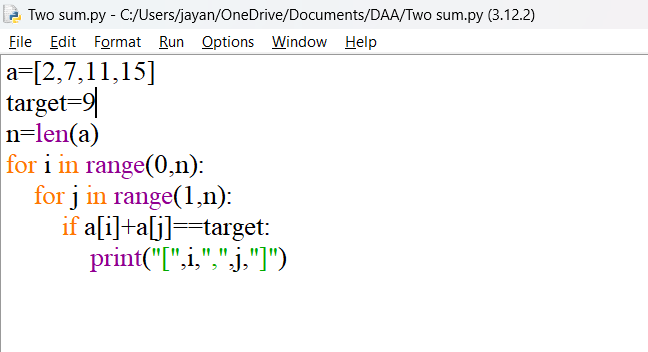 Two sum.py - C:/Users/jayan/OneDrive/Documents/DAA/Two sum.py (3.12.2)
File Edit Format Run Options Window Help
a=[2,7,11,15]
target=9
n=len(a)
for i in range(0,n):
    for j in range(1,n):
        if a[i]+a[j]==target:
            print("[",i,",",j,"]")